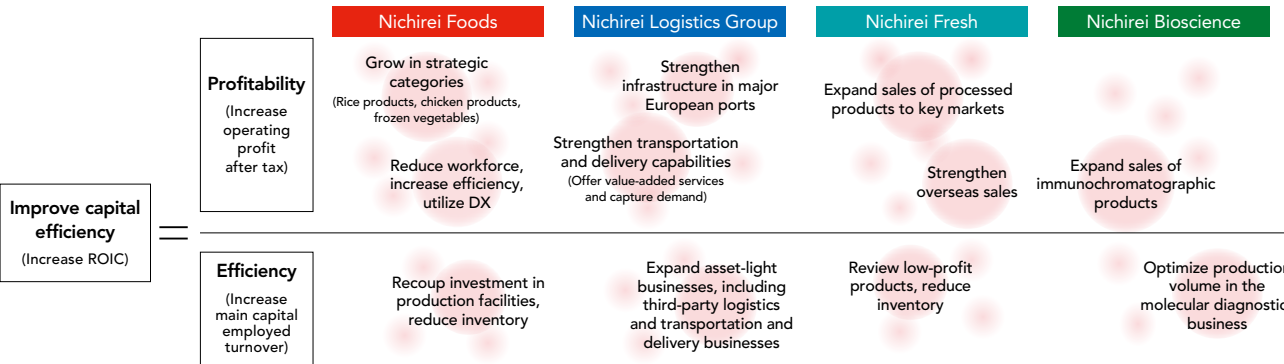 Nichirei Foods
Nichirei Logistics Group
Nichirei Fresh
Nichirei Bioscience
Improve capital
efficiency
(Increase ROIC)
=
Profitability
(Increase
operating
profit
after tax)
Grow in strategic
categories
(Rice products, chicken products,
frozen vegetables)
Reduce workforce,
increase efficiency,
utilize DX
Strengthen
infrastructure in major
European ports
Strengthen transportation
and delivery capabilities
(Offer value-added services
and capture demand)
Expand sales of processed
products to key markets
Strengthen
overseas sales
Expand sales of
immunochromatographic
products
Efficiency
(Increase
main capital
employed
turnover)
Recoup investment in
production facilities,
reduce inventory
Expand asset-light
businesses, including
third-party logistics
and transportation and
delivery businesses
Review low-profit
products, reduce
inventory
Optimize production
volume in the
molecular diagnostic
business